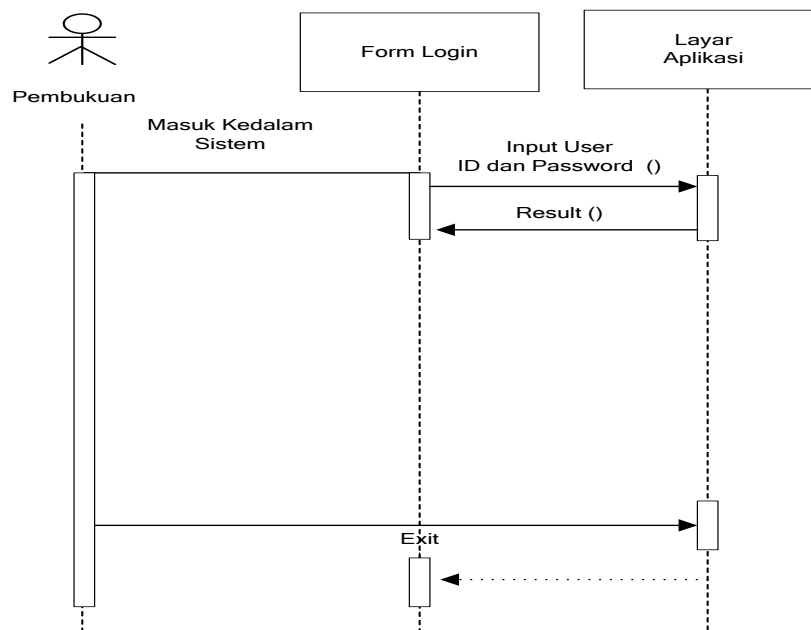 Form Login
Layar
Aplikasi
Pembukuan
Masuk Kedalam
Sistem
Input User
ID dan Password ()
Result ()
Exit